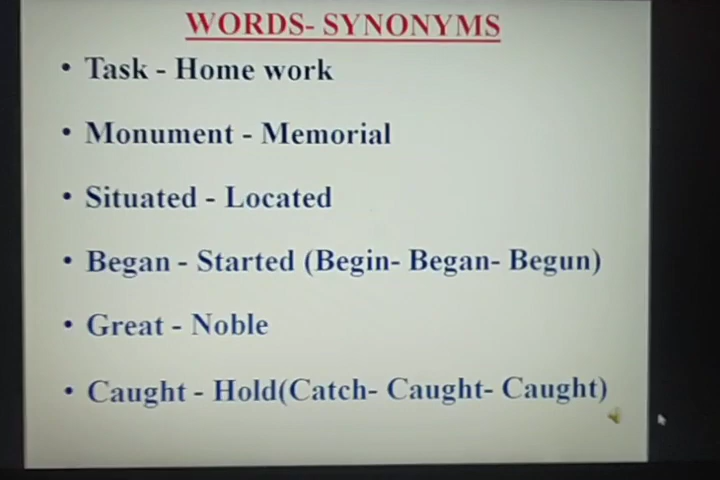 WORDS- SYNONYMS
• Task - Home work
• Monument - Memorial
• Situated - Located
• Began - Started (Begin- Began- Begun)
• Great - Noble
• Caught - Hold(Catch- Caught- Caught)